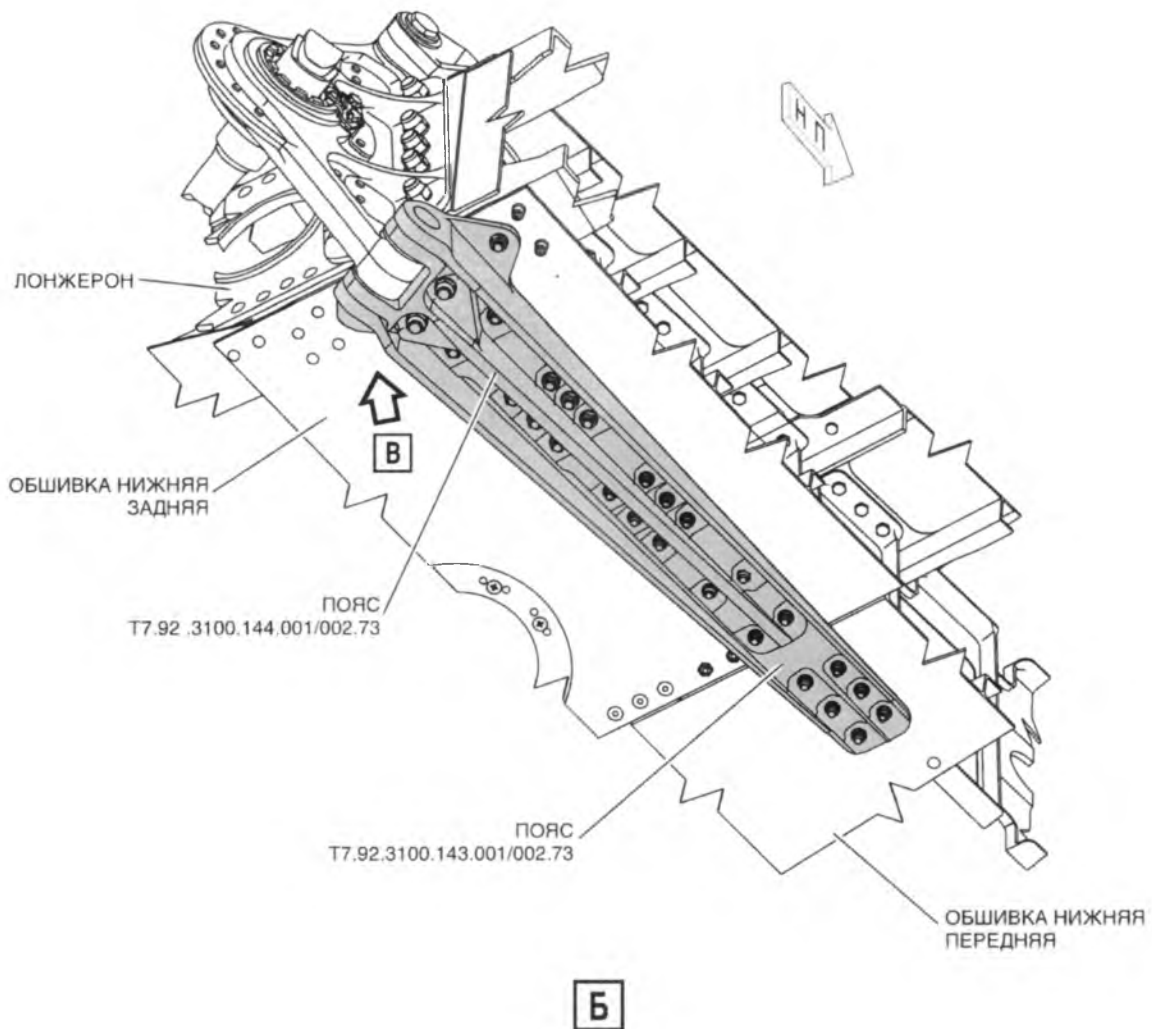 НП
ЛОНЖЕРОН
В
ОБШИВКА НИЖНЯЯ
ЗАДНЯЯ
ПОЯС
Т7.92 .3100.144.001/002.73
ПОЯС
Т7.92.3100.143.001/002.73
ОБШИВКА НИЖНЯЯ
ПЕРЕДНЯЯ
Б